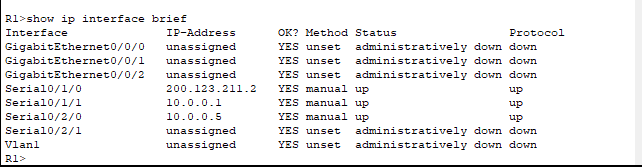 R1>show ip interface brief
Interface              IP-Address      OK? Method Status                Protocol
GigabitEthernet0/0/0   unassigned      YES unset  administratively down down
GigabitEthernet0/0/1   unassigned      YES unset  administratively down down
GigabitEthernet0/0/2   unassigned      YES unset  administratively down down
Serial0/1/0            200.123.211.2   YES manual up                    up
Serial0/1/1            10.0.0.1        YES manual up                    up
Serial0/2/0            10.0.0.5        YES manual up                    up
Serial0/2/1            unassigned      YES unset  administratively down down
Vlan1                  unassigned      YES unset  administratively down down
R1>